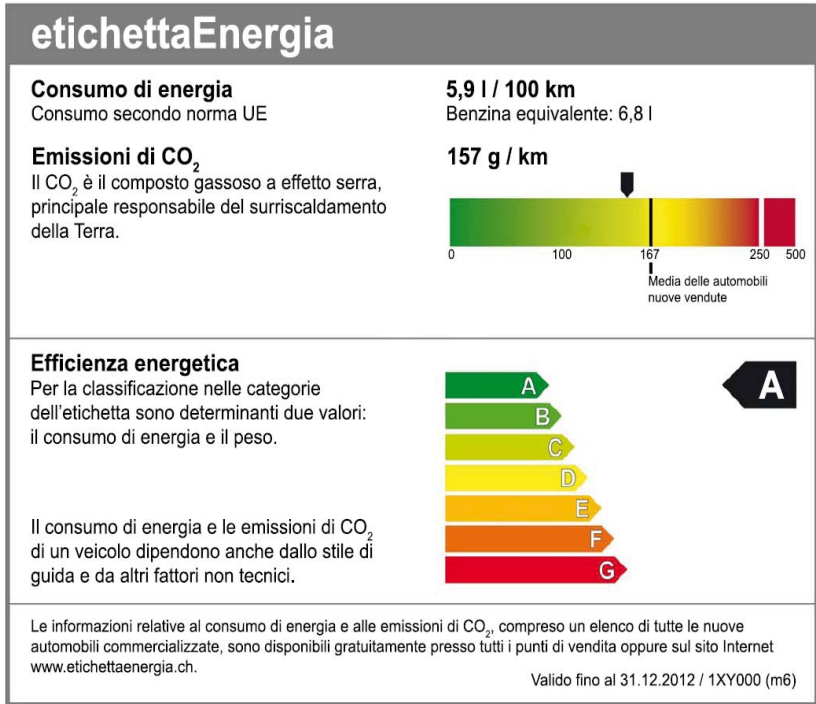 etichettaEnergia
Consumo di energia
5,9 l / 100 km
Consumo secondo norma UE
Benzina equivalente: 6,8 l
Emissioni di CO₂
157 g / km
Il CO₂ è il composto gassoso a effetto serra,
principale responsabile del surriscaldamento
della Terra.
0 100 167 250 500
Media delle automobili
nuove vendute
Efficienza energetica
Per la classificazione nelle categorie
dell'etichetta sono determinanti due valori:
il consumo di energia e il peso.
A
A
B
C
D
E
F
G
Il consumo di energia e le emissioni di CO₂
di un veicolo dipendono anche dallo stile di
guida e da altri fattori non tecnici.
Le informazioni relative al consumo di energia e alle emissioni di CO₂, compreso un elenco di tutte le nuove
automobili commercializzate, sono disponibili gratuitamente presso tutti i punti di vendita oppure sul sito Internet
www.etichettaenergia.ch.
Valido fino al 31.12.2012 / 1XY000 (m6)